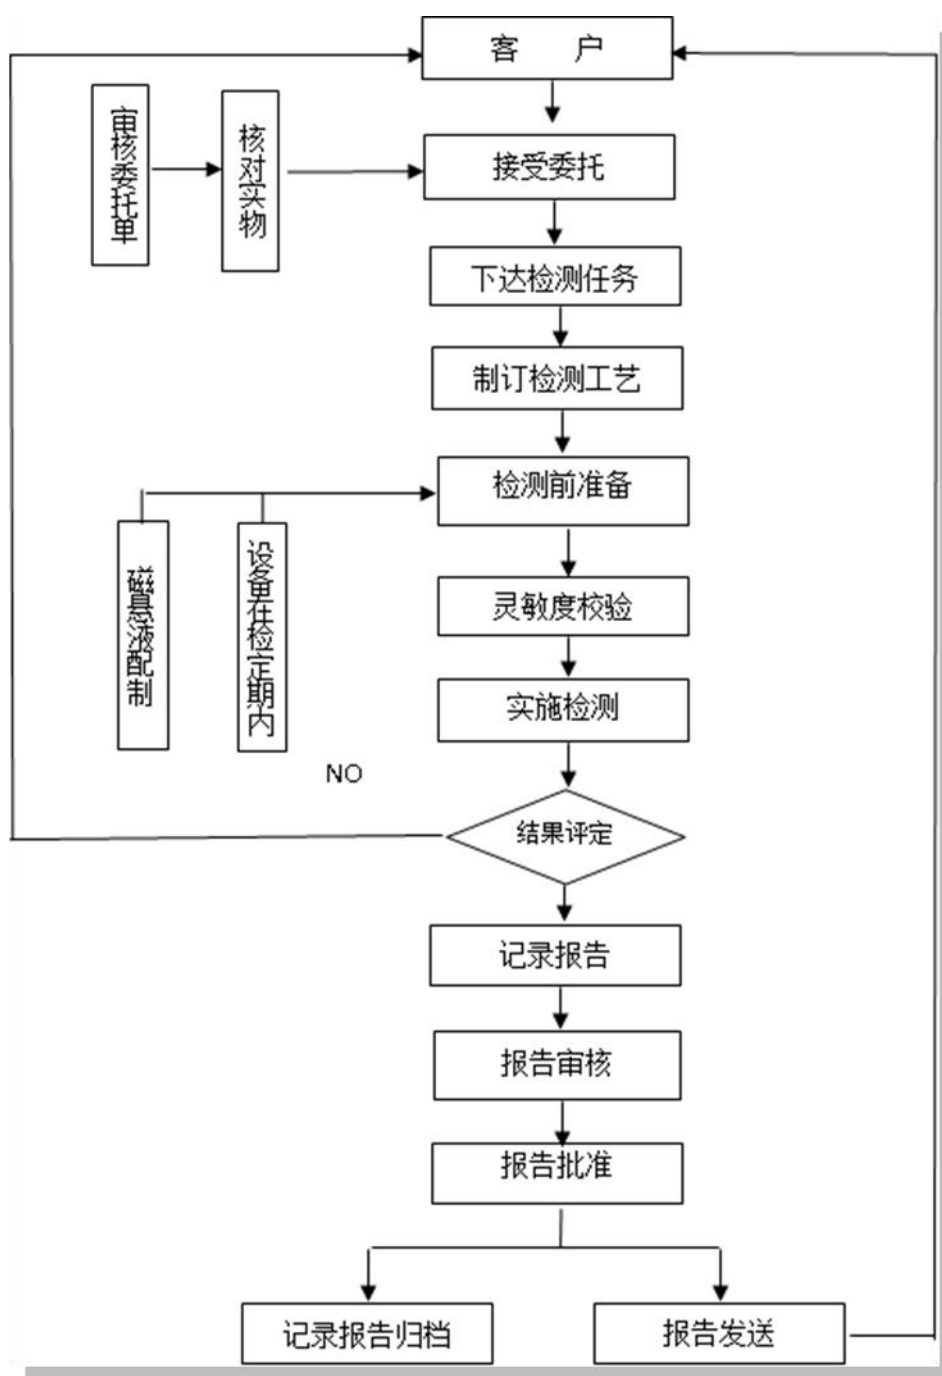 客 户
审核委托单
核对实物
接受委托
下达检测任务
制订检测工艺
检测前准备
磁悬液配制
设备在检定期内
灵敏度校验
实施检测
NO
结果评定
记录报告
报告审核
报告批准
记录报告归档
报告发送